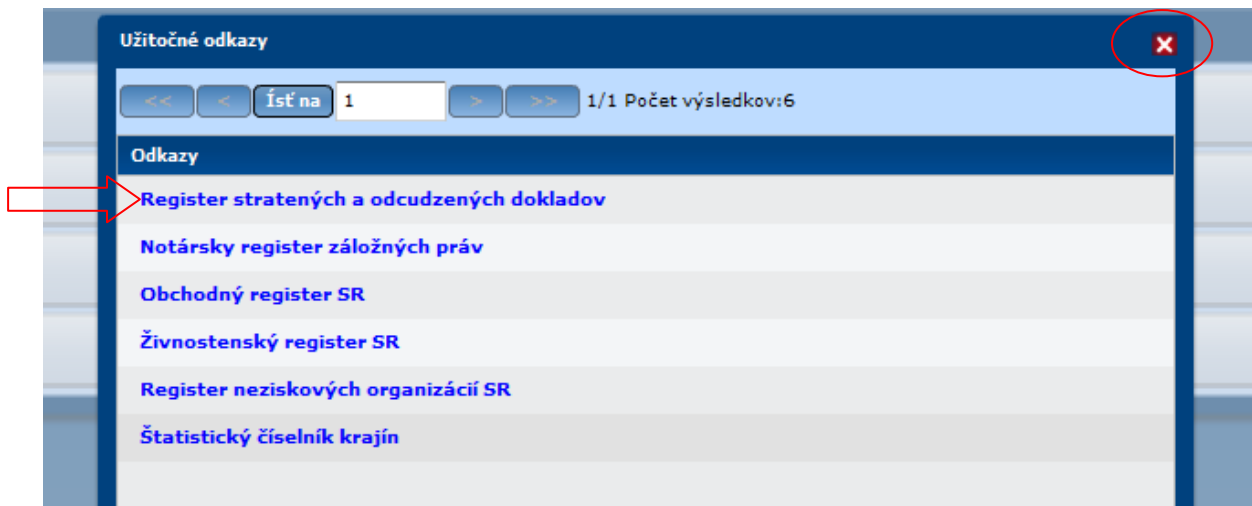 Užitočné odkazy
<< < Ísť na 1 > >> 1/1 Počet výsledkov:6
Odkazy
Register stratených a odcudzených dokladov
Notársky register záložných práv
Obchodný register SR
Živnostenský register SR
Register neziskových organizácií SR
Štatistický číselník krajín